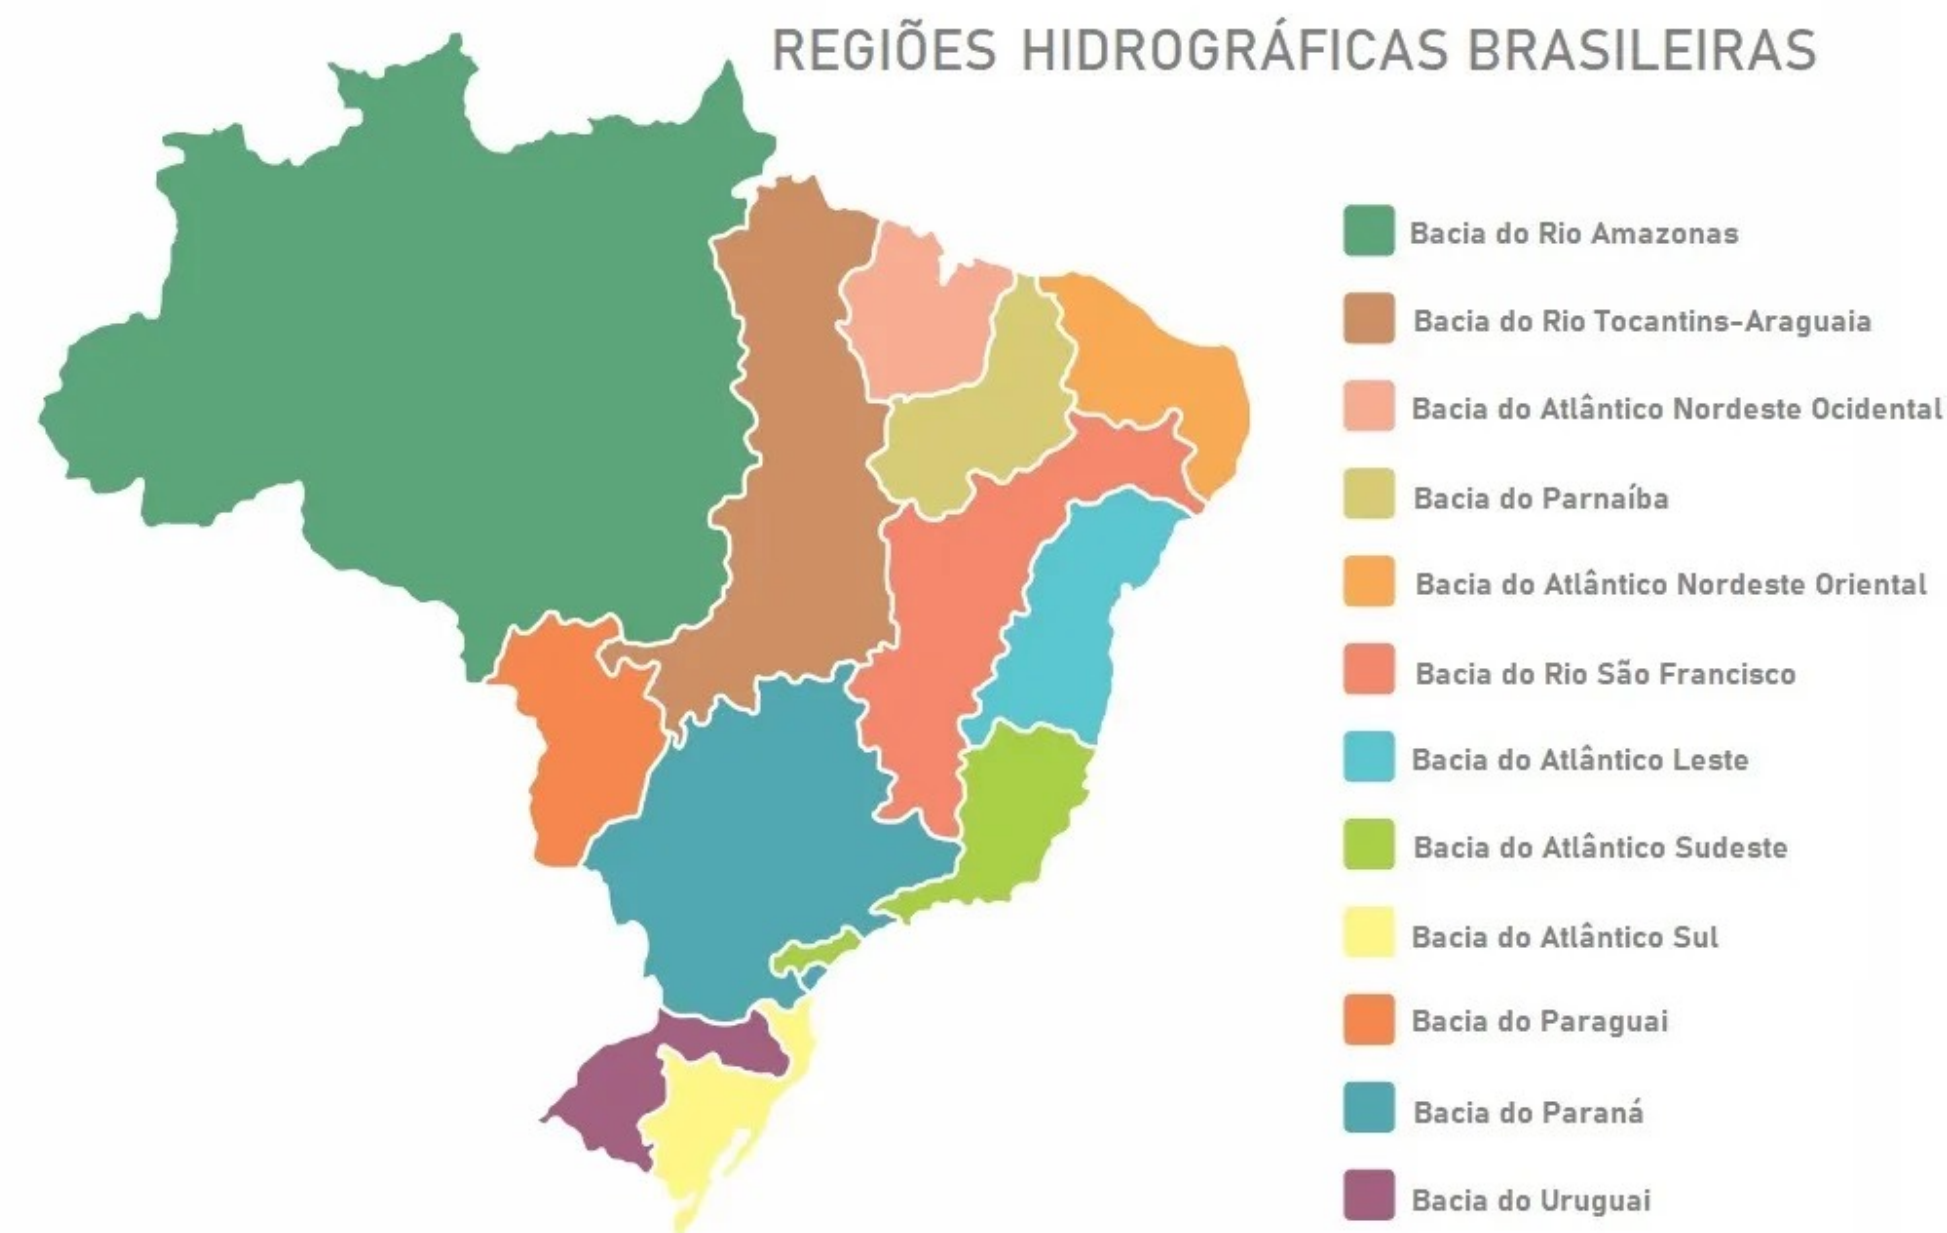 REGIÕES HIDROGRÁFICAS BRASILEIRAS
Bacia do Rio Amazonas
Bacia do Rio Tocantins-Araguaia
Bacia do Atlântico Nordeste Ocidental
Bacia do Parnaíba
Bacia do Atlântico Nordeste Oriental
Bacia do Rio São Francisco
Bacia do Atlântico Leste
Bacia do Atlântico Sudeste
Bacia do Atlântico Sul
Bacia do Paraguai
Bacia do Paraná
Bacia do Uruguai